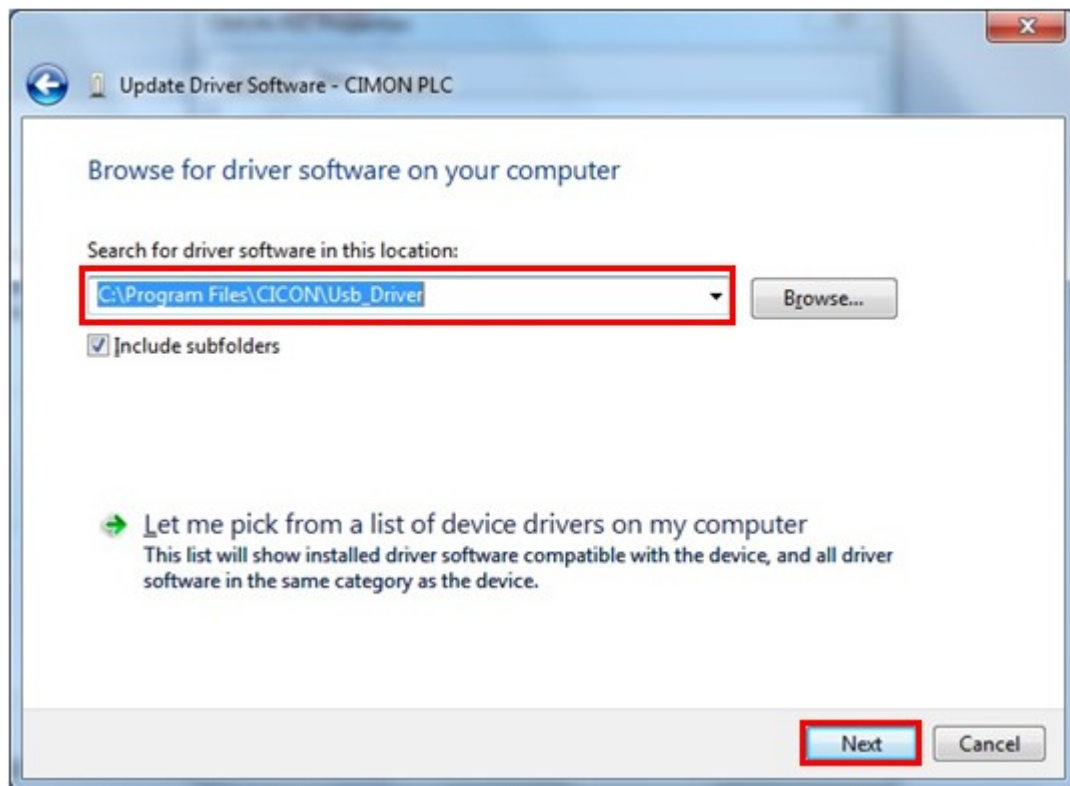 Update Driver Software - CIMON PLC
Browse for driver software on your computer
Search for driver software in this location:
C:\Program Files\CICON\Usb_Driver
Browse...
Include subfolders
Let me pick from a list of device drivers on my computer
This list will show installed driver software compatible with the device, and all driver
software in the same category as the device.
Next
Cancel